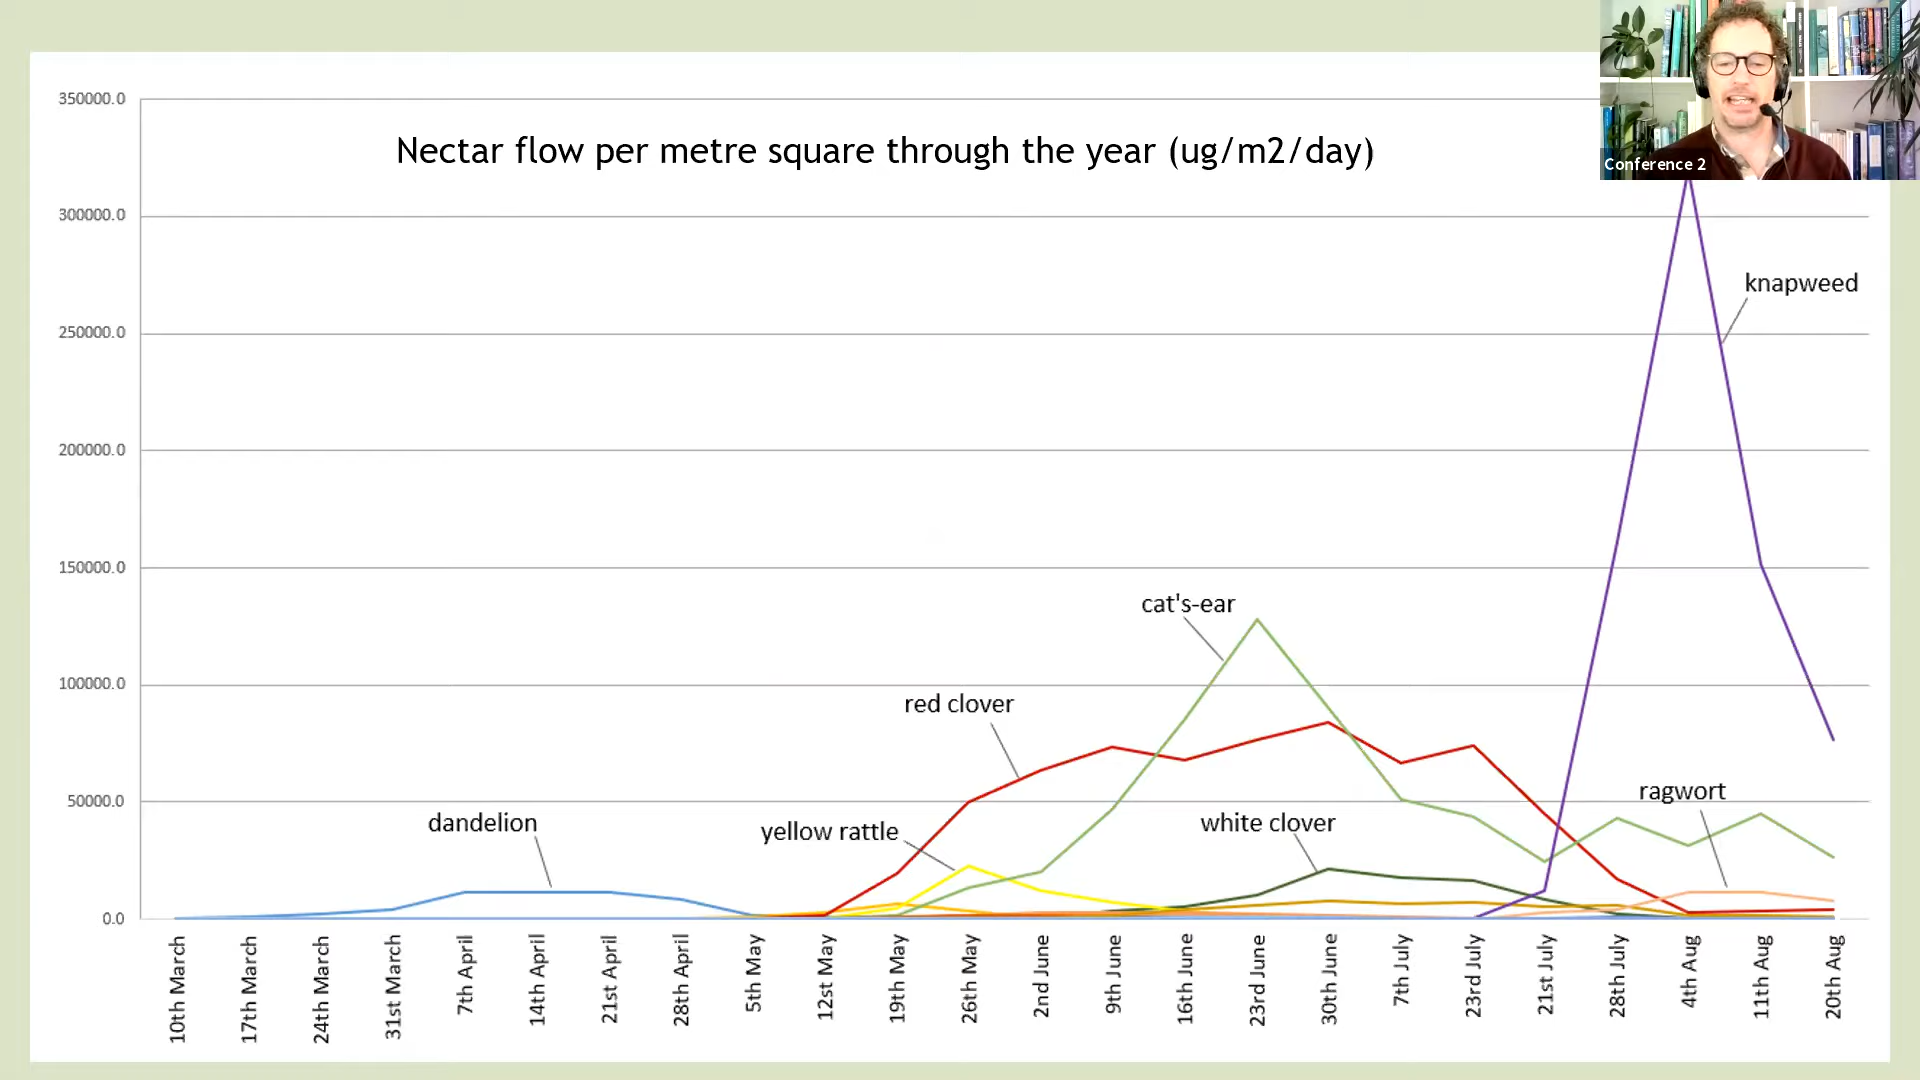 Nectar flow per metre square through the year (ug/m2/day)
Conference 2
350000.0
300000.0
250000.0
200000.0
150000.0
100000.0
50000.0
0.0
knapweed
cat's-ear
red clover
ragwort
dandelion
yellow rattle
white clover
10th March
17th March
24th March
31st March
7th April
14th April
21st April
28th April
5th May
12st May
19th May
26th May
2nd June
9th June
16th June
23rd June
30th June
7th July
23rd July
21st July
28th July
4th Aug
11th Aug
20th Aug